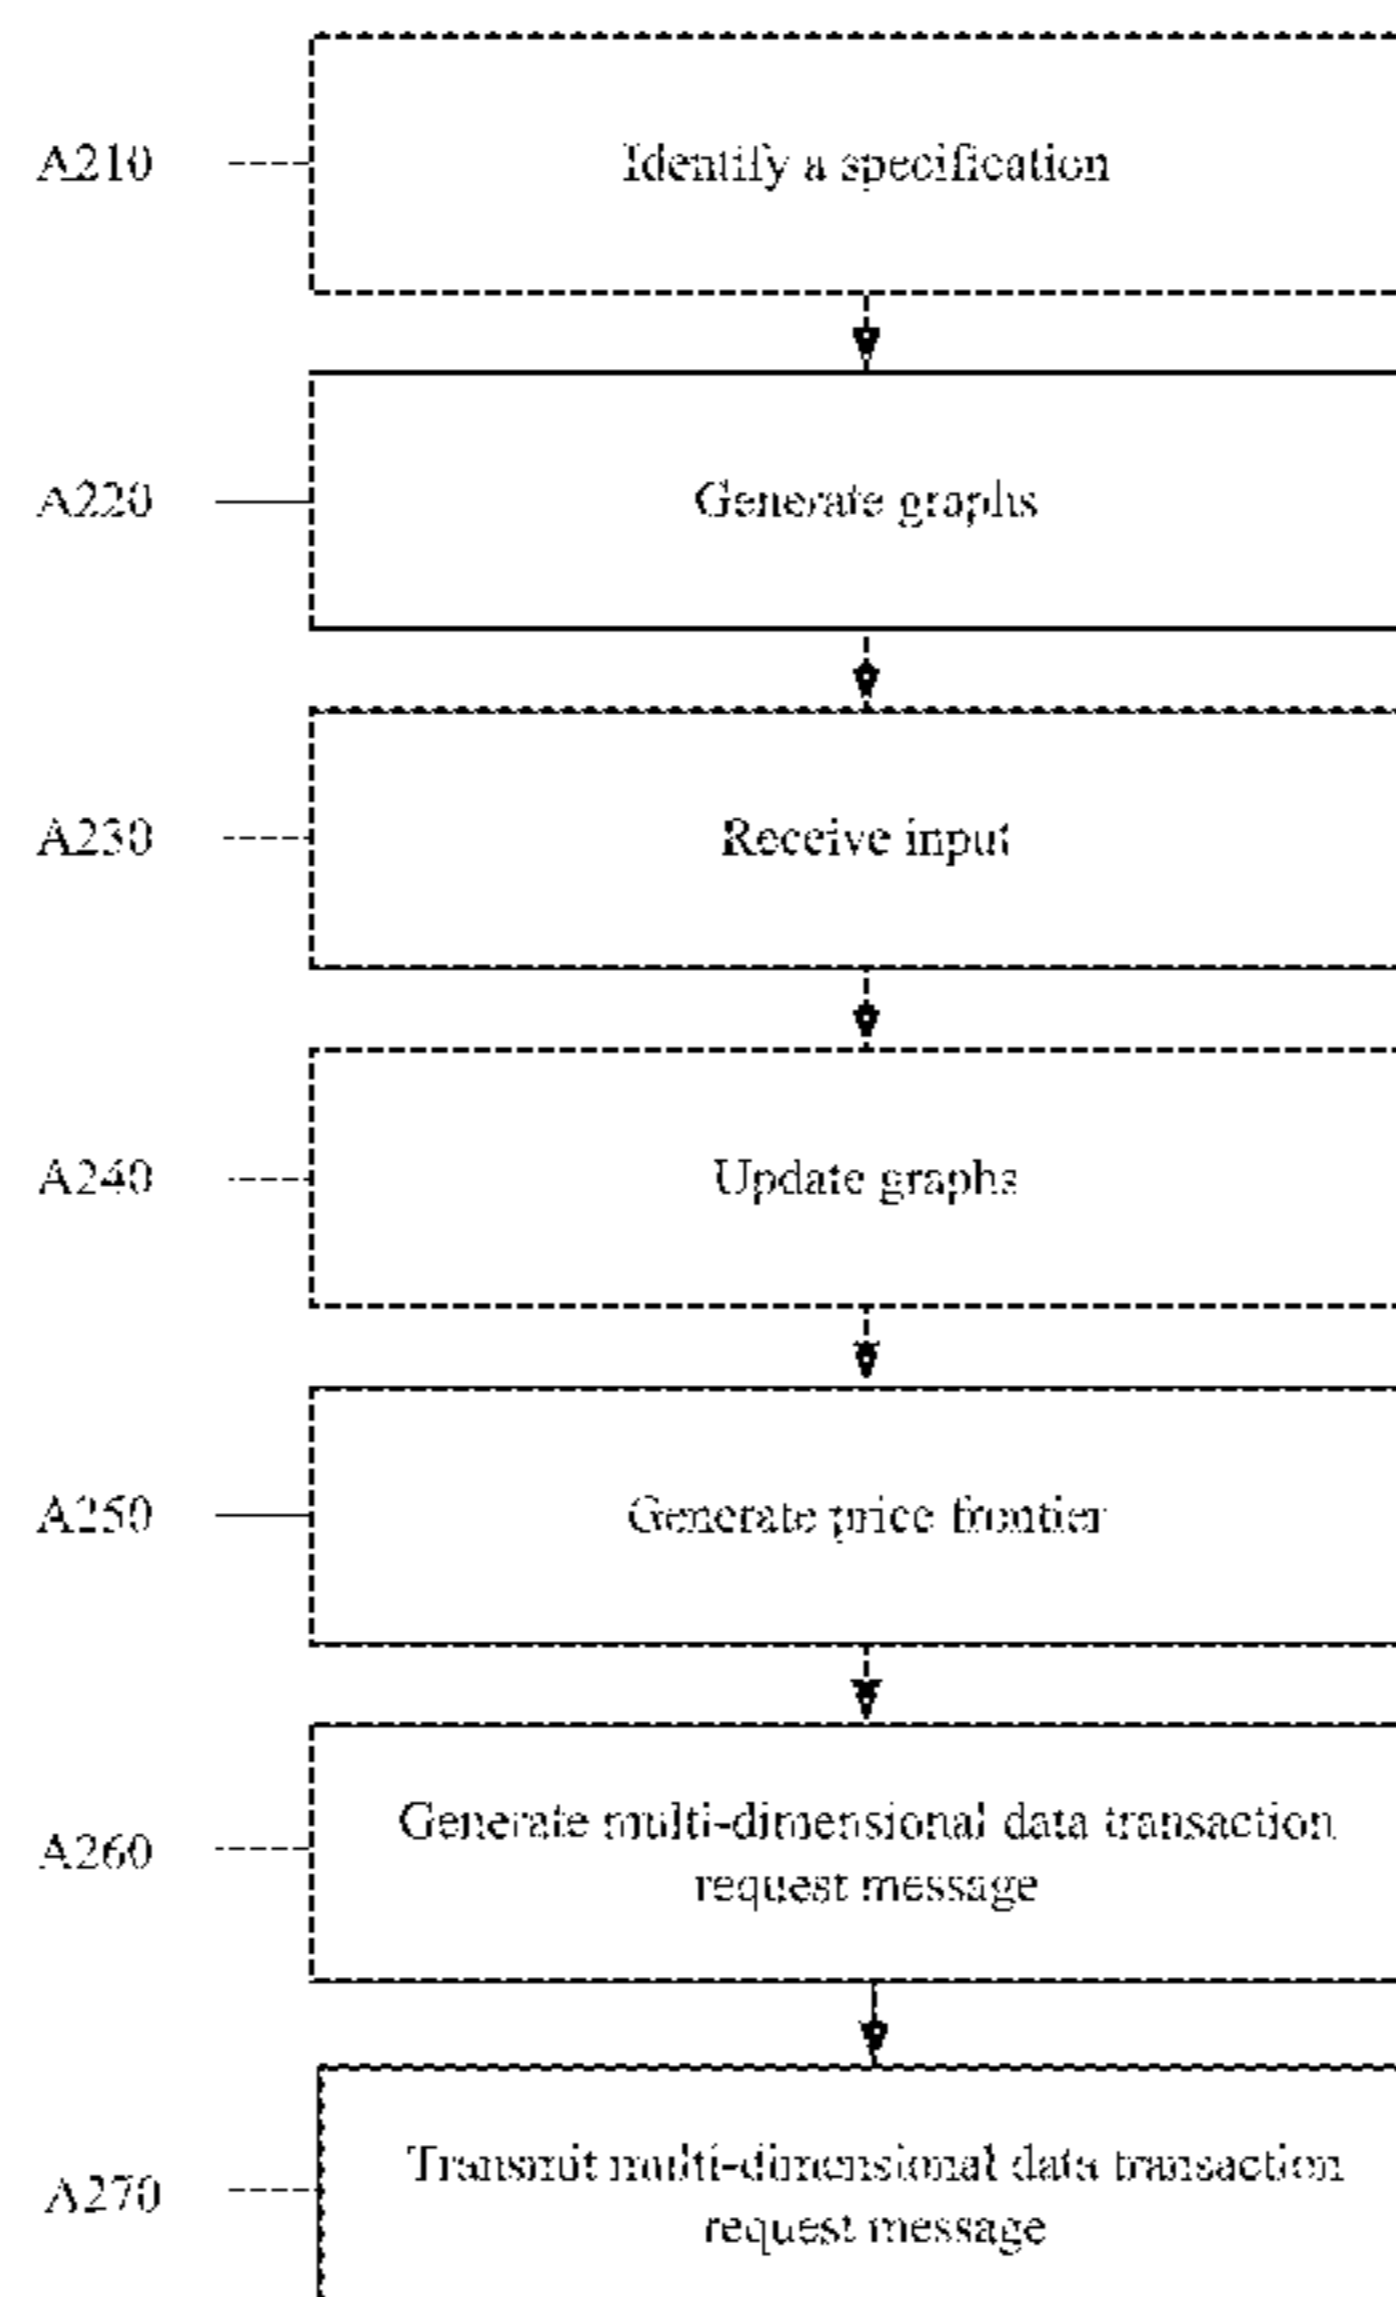 A210
Identify a specification
A220
Generate graphs
A230
Receive input
A240
Update graphs
A250
Generate price frontier
A260
Generate multi-dimensional data transaction
request message
A270
Transmit multi-dimensional data transaction
request message